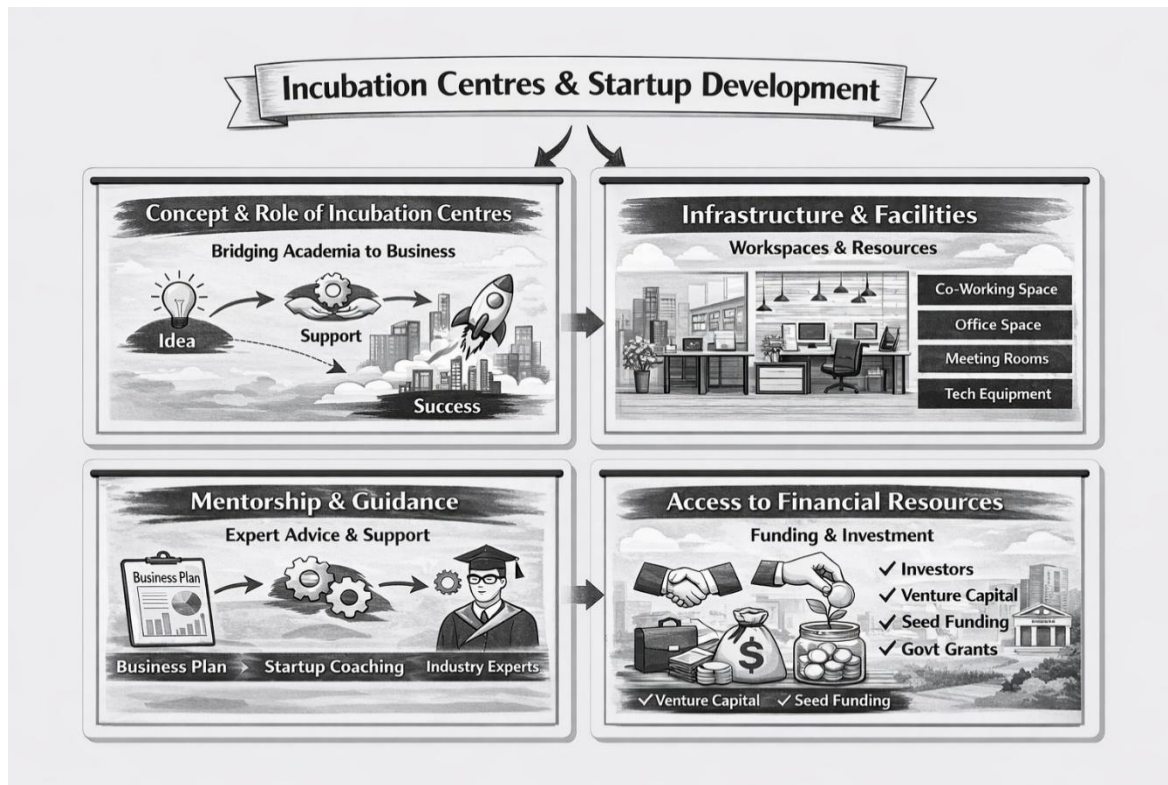 Incubation Centres & Startup Development
Concept & Role of Incubation Centres
Bridging Academia to Business
Idea
Support
Success
Infrastructure & Facilities
Workspaces & Resources
Co-Working Space
Office Space
Meeting Rooms
Tech Equipment
Mentorship & Guidance
Expert Advice & Support
Business Plan
Business Plan
Startup Coaching
Industry Experts
Access to Financial Resources
Funding & Investment
✓ Investors
✓ Venture Capital
✓ Seed Funding
✓ Govt Grants
$
✓ Venture Capital ✓ Seed Funding